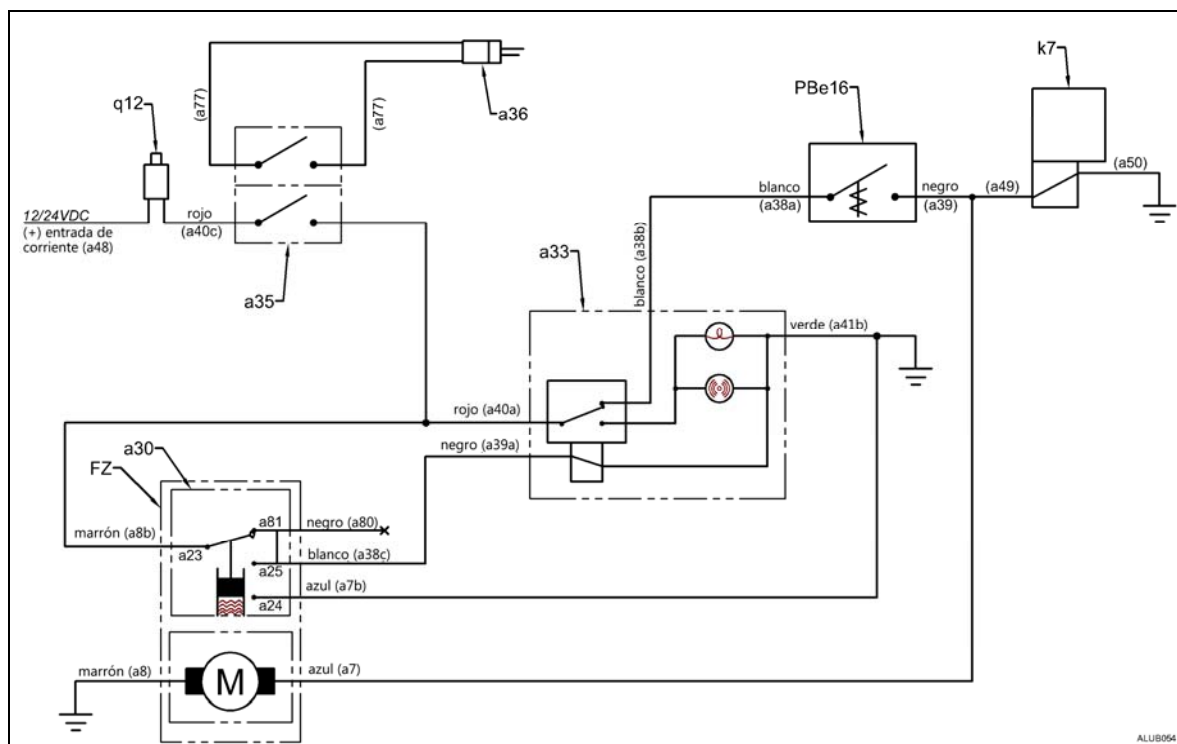 k7
q12
(a77)
(a77)
a36
PBe16
blanco
(a38a)
negro
(a39)
(a49)
(a50)
12/24VDC
(+) entrada de
corriente (a48)
rojo
(a40c)
a35
a33
blanco (a38b)
verde (a41b)
rojo (a40a)
negro (a39a)
a30
FZ
marrón (a8b)
a23
a81
negro (a80)
blanco (a38c)
a25
azul (a7b)
a24
marrón (a8)
M
azul (a7)
ALUB054